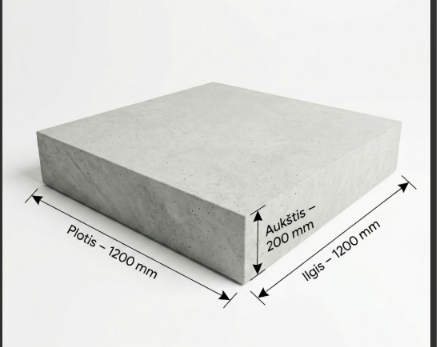 Plotis – 1200 mm
Aukštis –
200 mm
Ilgis – 1200 mm